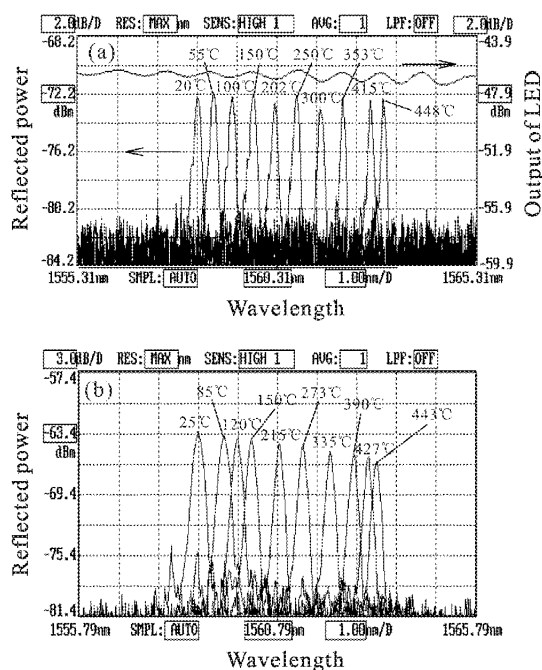 2.0dB/D RES: MAX nm SENS: HIGH 1 AVG: 1 LPF: OFF 2.0dB/D
-68.2 (a) -43.9
55℃ 150℃ 250℃ 353℃
-72.2 20℃ 100℃ 202℃ 300℃ 415℃ -47.9
dBm 448℃ dBm
Reflected power
Output of LED
-76.2 -51.9
-80.2 -55.9
-84.2 -59.9
1555.31nm SMPL: AUTO 1560.31nm 1.00nm/D 1565.31nm
Wavelength
3.0dB/D RES: MAX nm SENS: HIGH 1 AVG: 1 LPF: OFF
-57.4 (b)
85℃ 150℃ 273℃ 390℃ 443℃
-63.4 25℃ 120℃ 215℃ 335℃ 427℃
dBm
Reflected power
-69.4
-75.4
-81.4
1555.79nm SMPL: AUTO 1560.79nm 1.00nm/D 1565.79nm
Wavelength